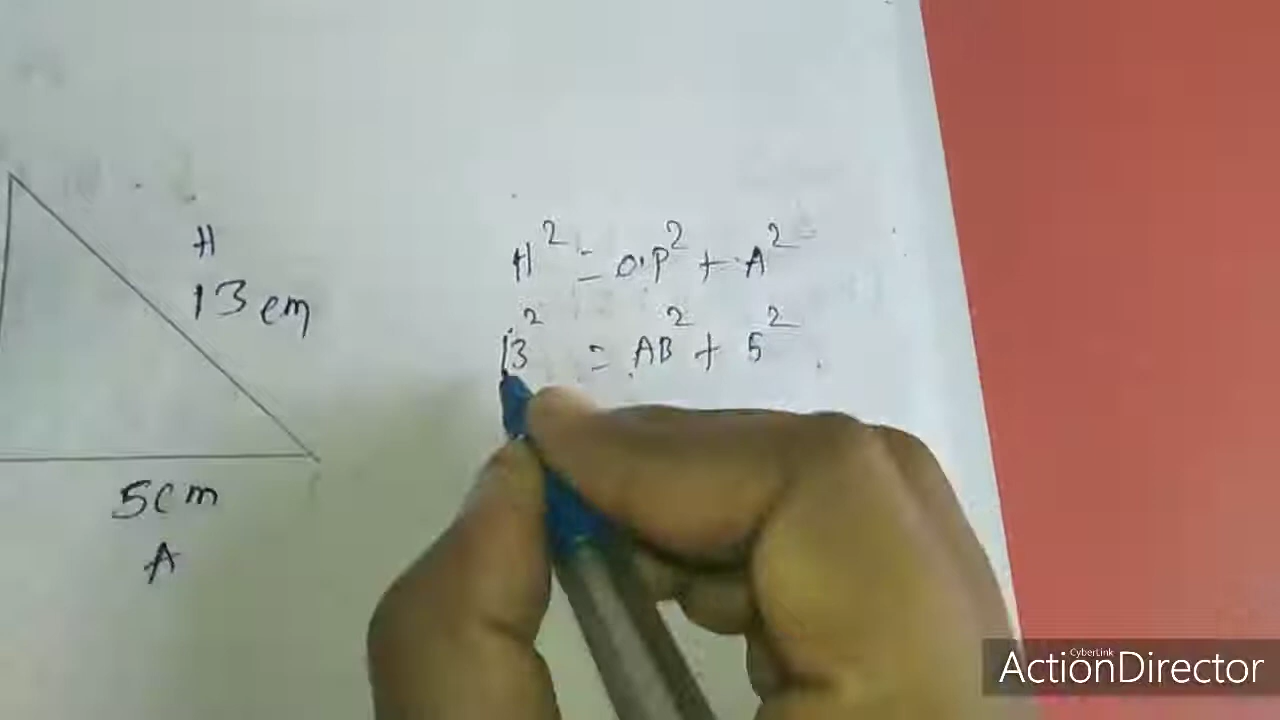 H
13 cm
5cm
A
H² = O.P² + A²
13² = AB² + 5²
CyberLink
ActionDirector